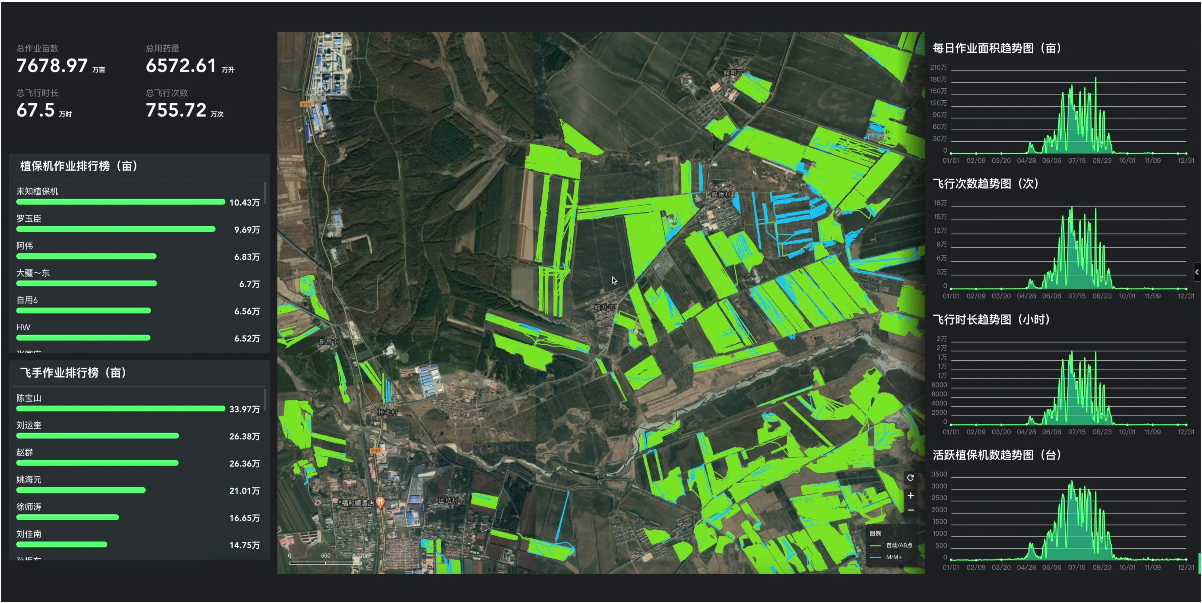 总作业亩数
总用药量
7678.97 万亩
6572.61 万升
总飞行时长
总飞行次数
67.5 万时
755.72 万次
植保机作业排行榜（亩）
未知植保机
10.43万
罗玉臣
9.69万
阿伟
6.83万
大疆～东
6.7万
自用6
6.56万
HW
6.52万
飞手作业排行榜（亩）
陈宝山
33.97万
刘运奎
26.38万
赵群
26.36万
姚海元
21.01万
徐师涛
16.65万
刘佳南
14.75万
0
500
图例
自动/AB点
M/M+
每日作业面积趋势图（亩）
210万
180万
150万
120万
90万
60万
30万
0
01/01 02/09 03/20 04/28 06/06 07/15 08/23 10/01 11/09 12/31
飞行次数趋势图（次）
18万
15万
12万
9万
6万
3万
0
01/01 02/09 03/20 04/28 06/06 07/15 08/23 10/01 11/09 12/31
飞行时长趋势图（小时）
2万
2万
1万
1万
1万
8000
6000
4000
2000
0
01/01 02/09 03/20 04/28 06/06 07/15 08/23 10/01 11/09 12/31
活跃植保机数趋势图（台）
3500
3000
2500
2000
1500
1000
500
0
01/01 02/09 03/20 04/28 06/06 07/15 08/23 10/01 11/09 12/31